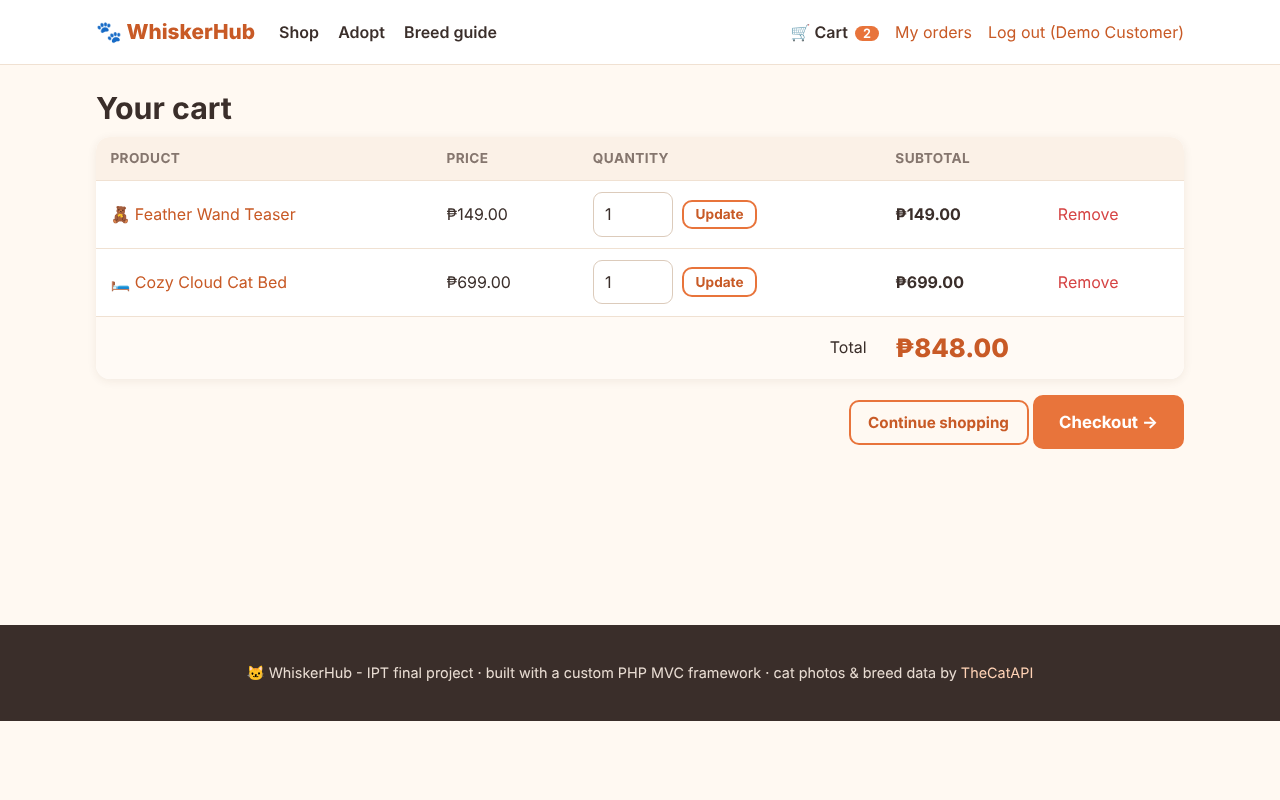 🐾 WhiskerHub Shop Adopt Breed guide 🛒 Cart 2 My orders Log out (Demo Customer)
Your cart
PRODUCT PRICE QUANTITY SUBTOTAL
🧸 Feather Wand Teaser ₱149.00 1 Update ₱149.00 Remove
🛏️ Cozy Cloud Cat Bed ₱699.00 1 Update ₱699.00 Remove
Total ₱848.00
Continue shopping Checkout →
🐱 WhiskerHub - IPT final project · built with a custom PHP MVC framework · cat photos & breed data by TheCatAPI